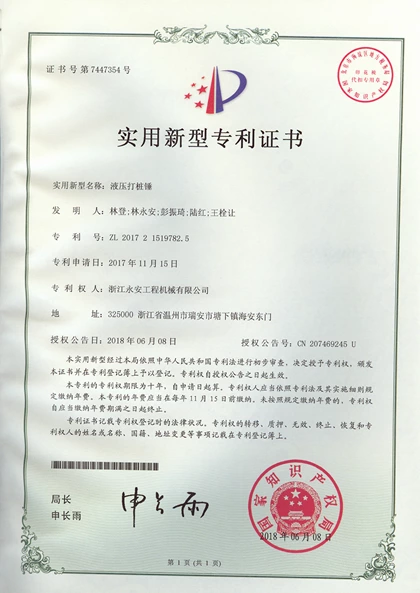 证书号第7447354号
实用新型专利证书
实用新型名称：液压打桩锤
发明人：林登;林永安;彭振琦;陆红;王栓让
专利号：ZL 2017 2 1519782.5
专利申请日：2017年11月15日
专利权人：浙江永安工程机械有限公司
地址：325000 浙江省温州市瑞安市塘下镇海安东门
授权公告日：2018年06月08日 授权公告号：CN 207469245 U
本实用新型经过本局依照中华人民共和国专利法进行初步审查，决定授予专利权，颁发
本证书并在专利登记簿上予以登记。专利权自授权公告之日起生效。
本专利的专利权期限为十年，自申请日起算。专利权人应当依照专利法及其实施细则规
定缴纳年费。本专利的年费应当在每年11月15日前缴纳。未按照规定缴纳年费的，专利权
自应当缴纳年费期满之日起终止。
专利证书记载专利权登记时的法律状况。专利权的转移、质押、无效、终止、恢复和专
利权人的姓名或名称、国籍、地址变更等事项记载在专利登记簿上。
局长
申长雨
申长雨
国家知识产权局
2018年06月08日
第1页(共1页)